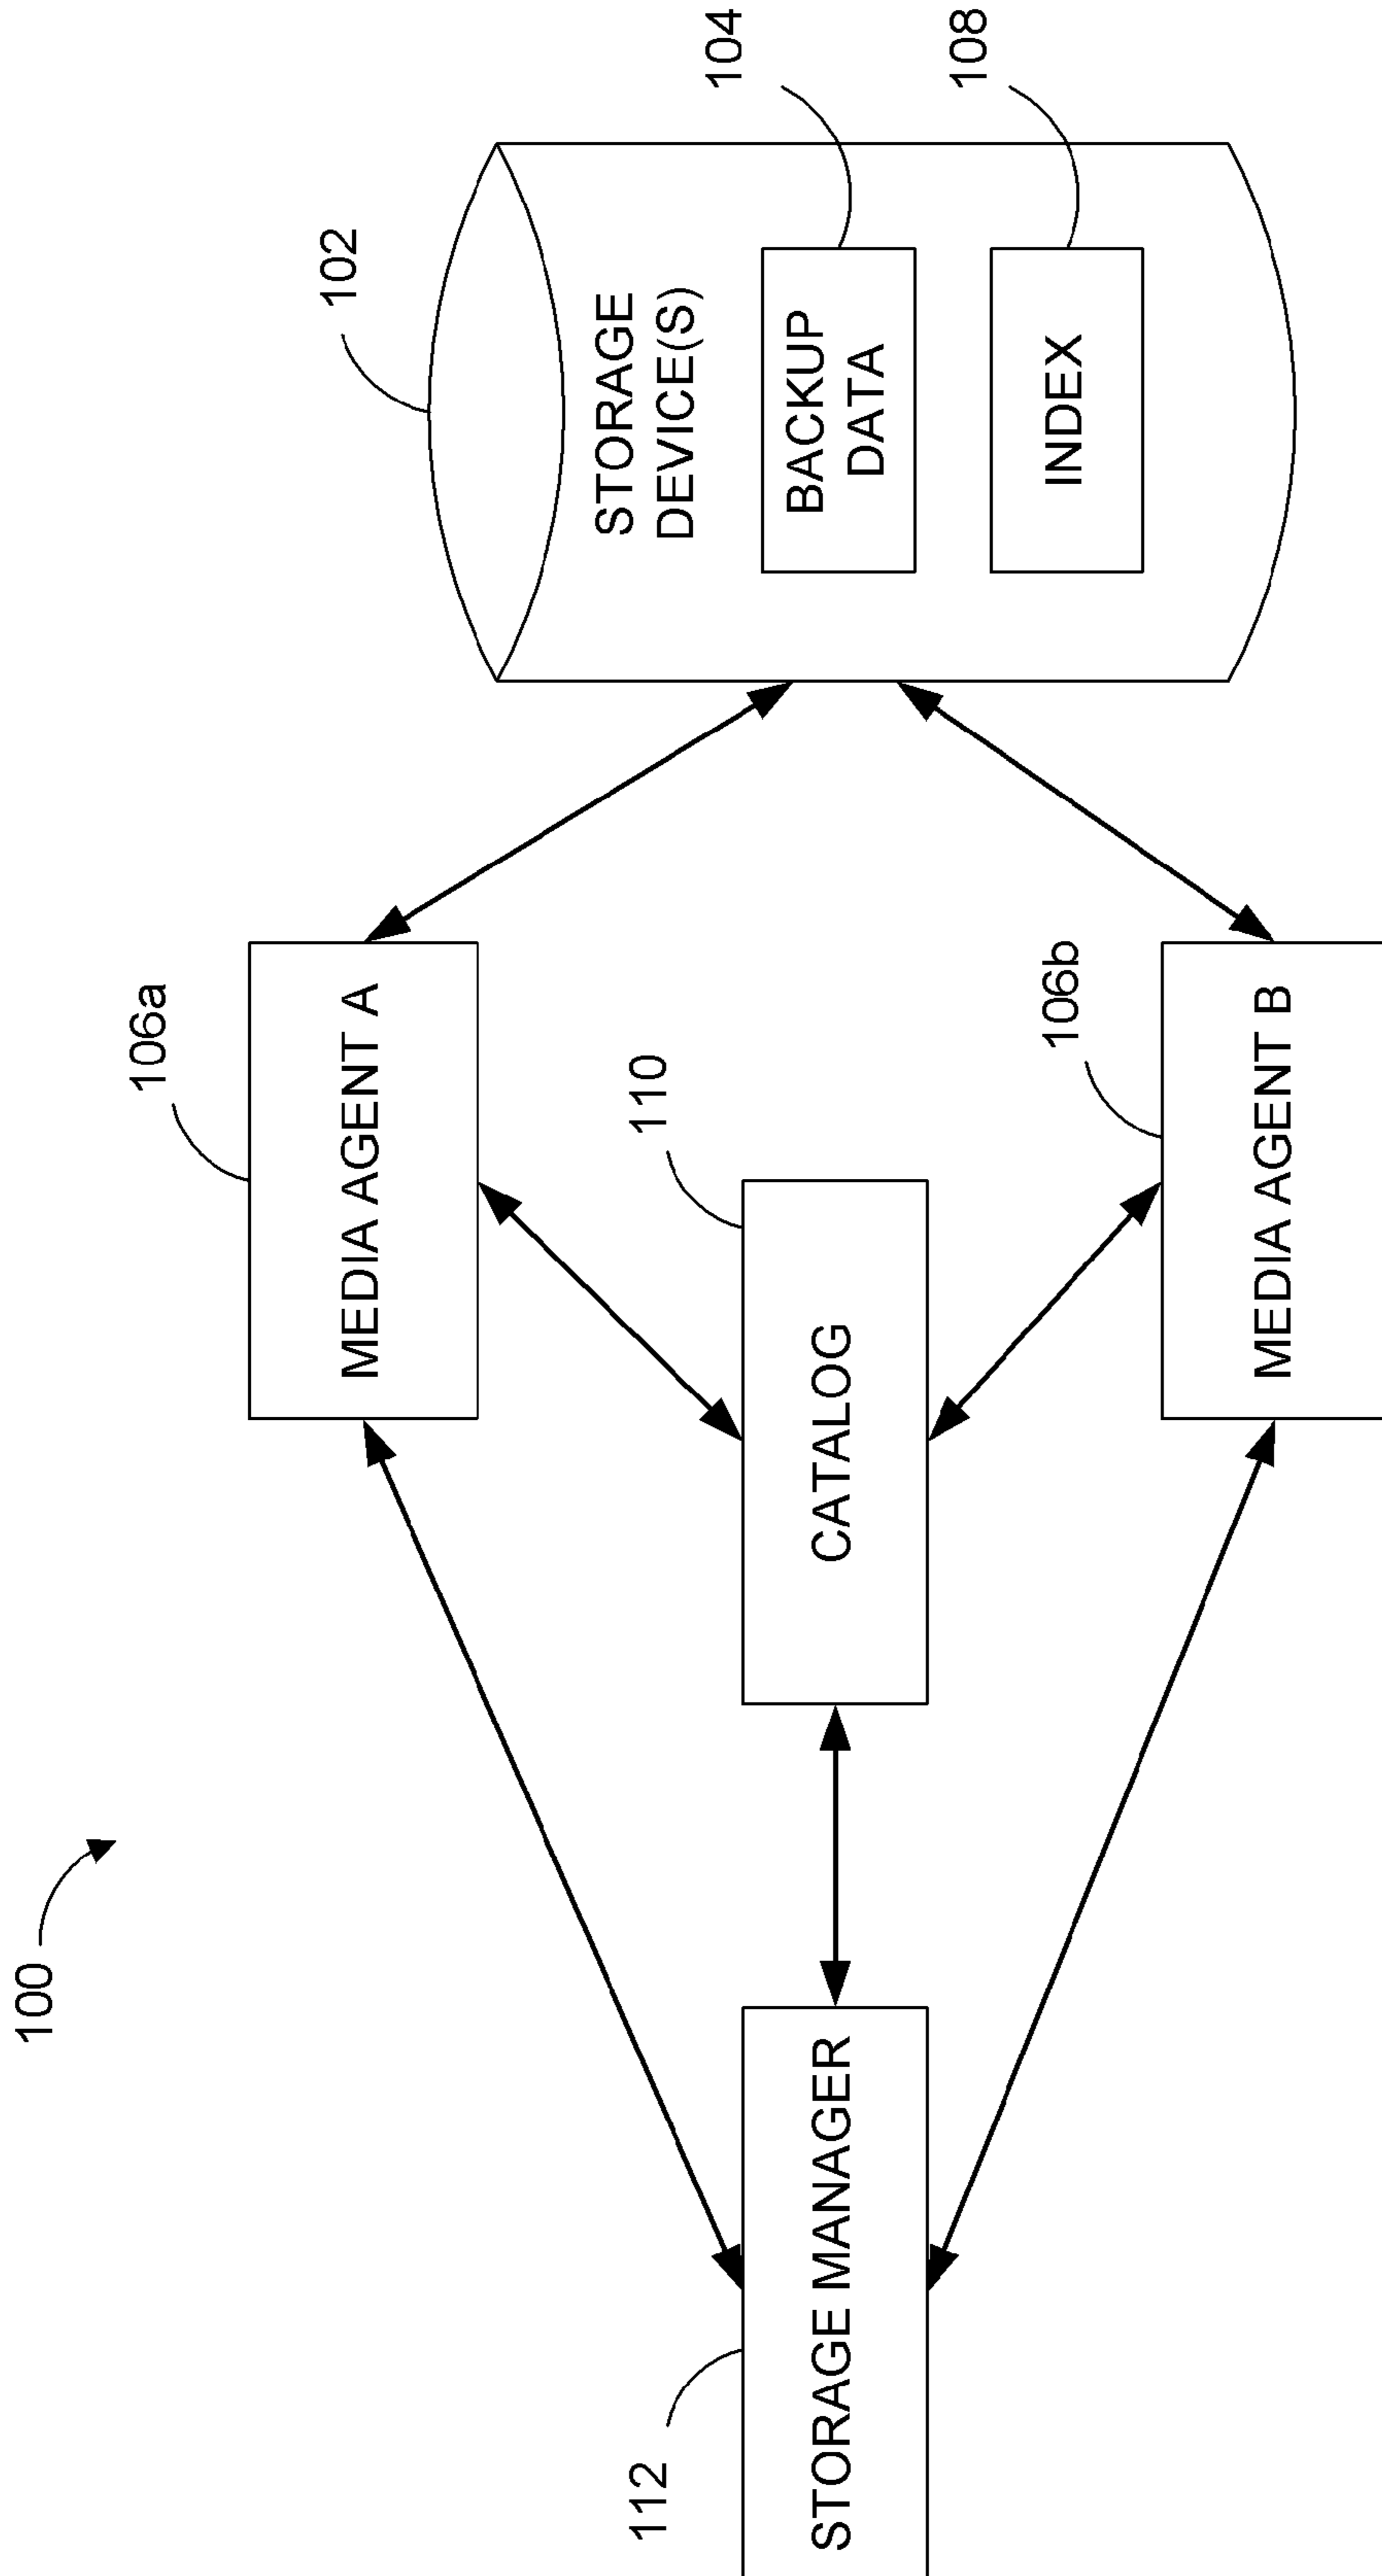 100
106a
MEDIA AGENT A
102
STORAGE
DEVICE(S)
104
BACKUP
DATA
108
INDEX
110
CATALOG
112
STORAGE MANAGER
106b
MEDIA AGENT B